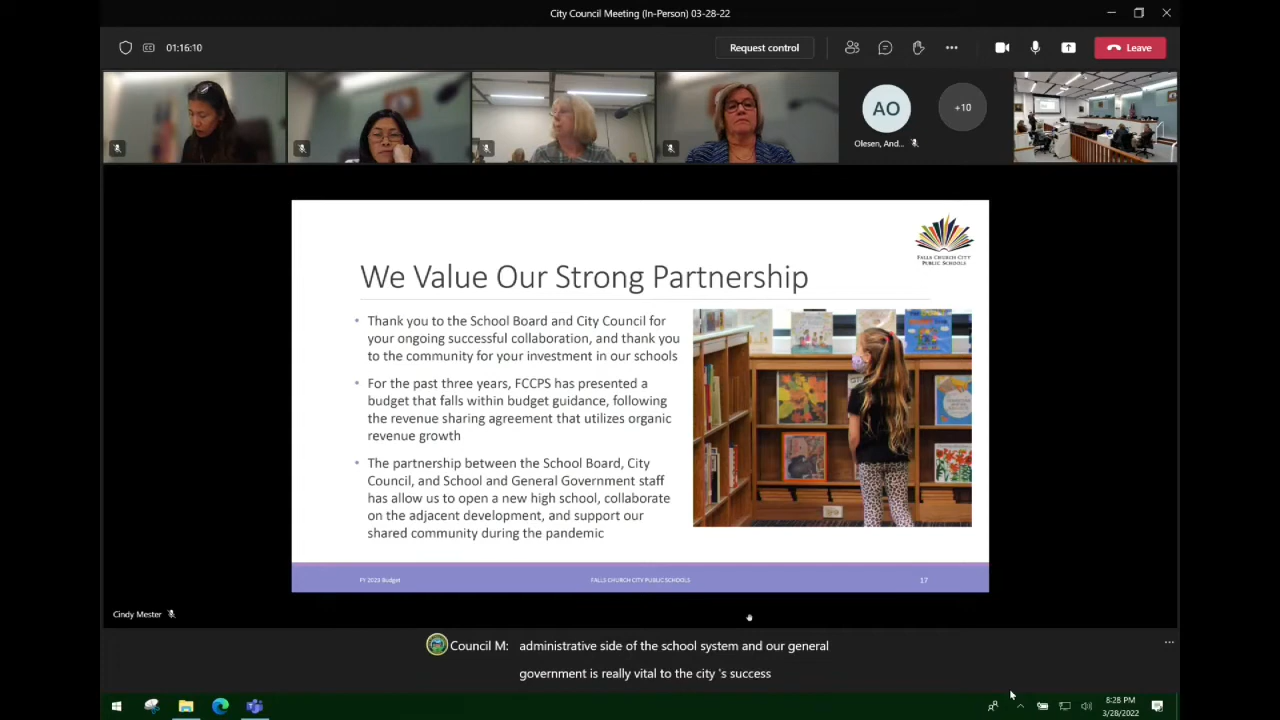 City Council Meeting (In-Person) 03-28-22
01:16:10
Request control
Leave
AO
+10
Olesen, And...
FALLS CHURCH CITY
PUBLIC SCHOOLS
We Value Our Strong Partnership
• Thank you to the School Board and City Council for
your ongoing successful collaboration, and thank you
to the community for your investment in our schools
• For the past three years, FCCPS has presented a
budget that falls within budget guidance, following
the revenue sharing agreement that utilizes organic
revenue growth
• The partnership between the School Board, City
Council, and School and General Government staff
has allow us to open a new high school, collaborate
on the adjacent development, and support our
shared community during the pandemic
FY 2023 Budget
FALLS CHURCH CITY PUBLIC SCHOOLS
17
Cindy Mester
Council M: administrative side of the school system and our general
government is really vital to the city 's success
8:28 PM
3/28/2022